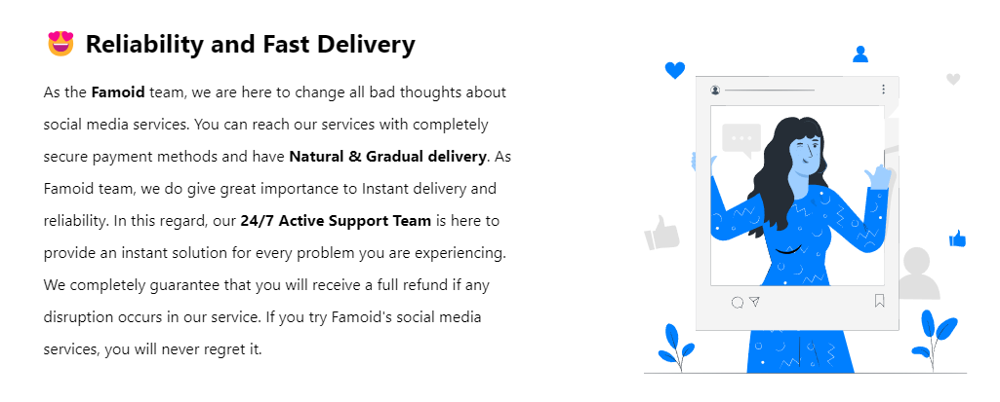 😍 Reliability and Fast Delivery
As the Famoid team, we are here to change all bad thoughts about
social media services. You can reach our services with completely
secure payment methods and have Natural & Gradual delivery. As
Famoid team, we do give great importance to Instant delivery and
reliability. In this regard, our 24/7 Active Support Team is here to
provide an instant solution for every problem you are experiencing.
We completely guarantee that you will receive a full refund if any
disruption occurs in our service. If you try Famoid's social media
services, you will never regret it.